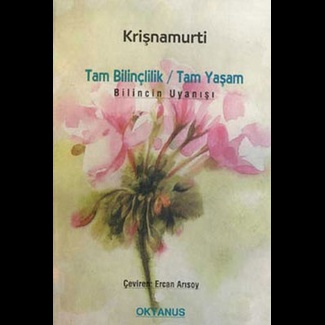 Krişnamurti
Tam Bilinçlilik / Tam Yaşam
Bilincin Uyanışı
Çeviren: Ercan Arısoy
OKYANUS